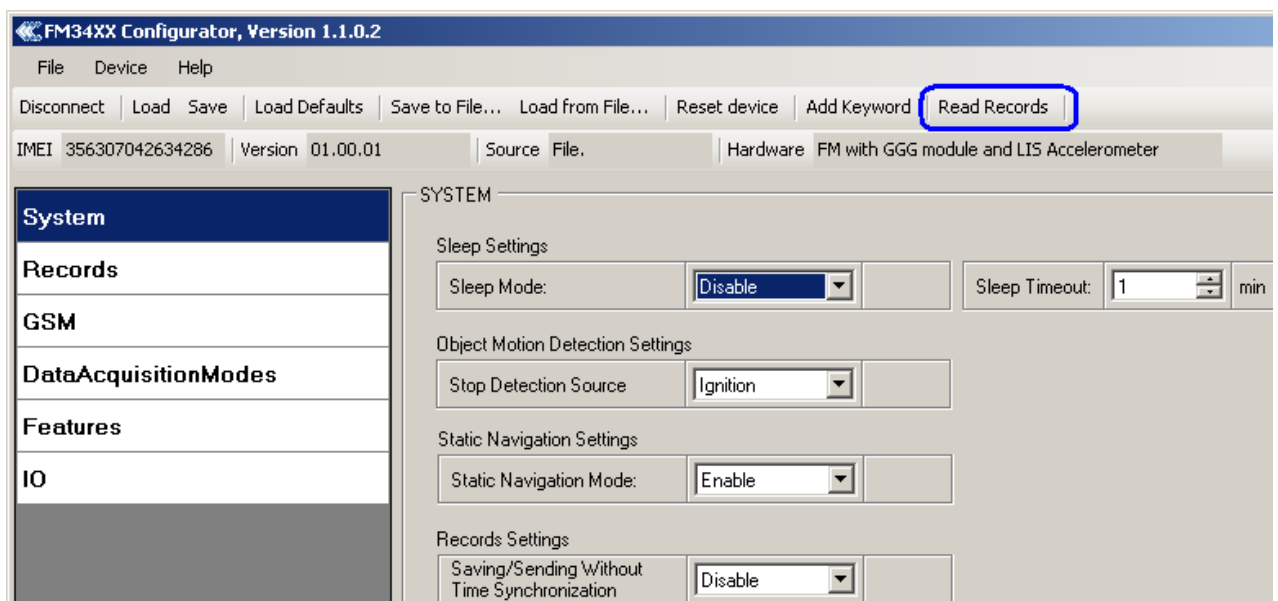 FM34XX Configurator, Version 1.1.0.2
File Device Help
Disconnect Load Save Load Defaults Save to File... Load from File... Reset device Add Keyword Read Records
IMEI 356307042634286 Version 01.00.01 Source File. Hardware FM with GGG module and LIS Accelerometer
System
Records
GSM
DataAcquisitionModes
Features
IO
SYSTEM
Sleep Settings
Sleep Mode: Disable Sleep Timeout: 1 min
Object Motion Detection Settings
Stop Detection Source Ignition
Static Navigation Settings
Static Navigation Mode: Enable
Records Settings
Saving/Sending Without
Time Synchronization Disable